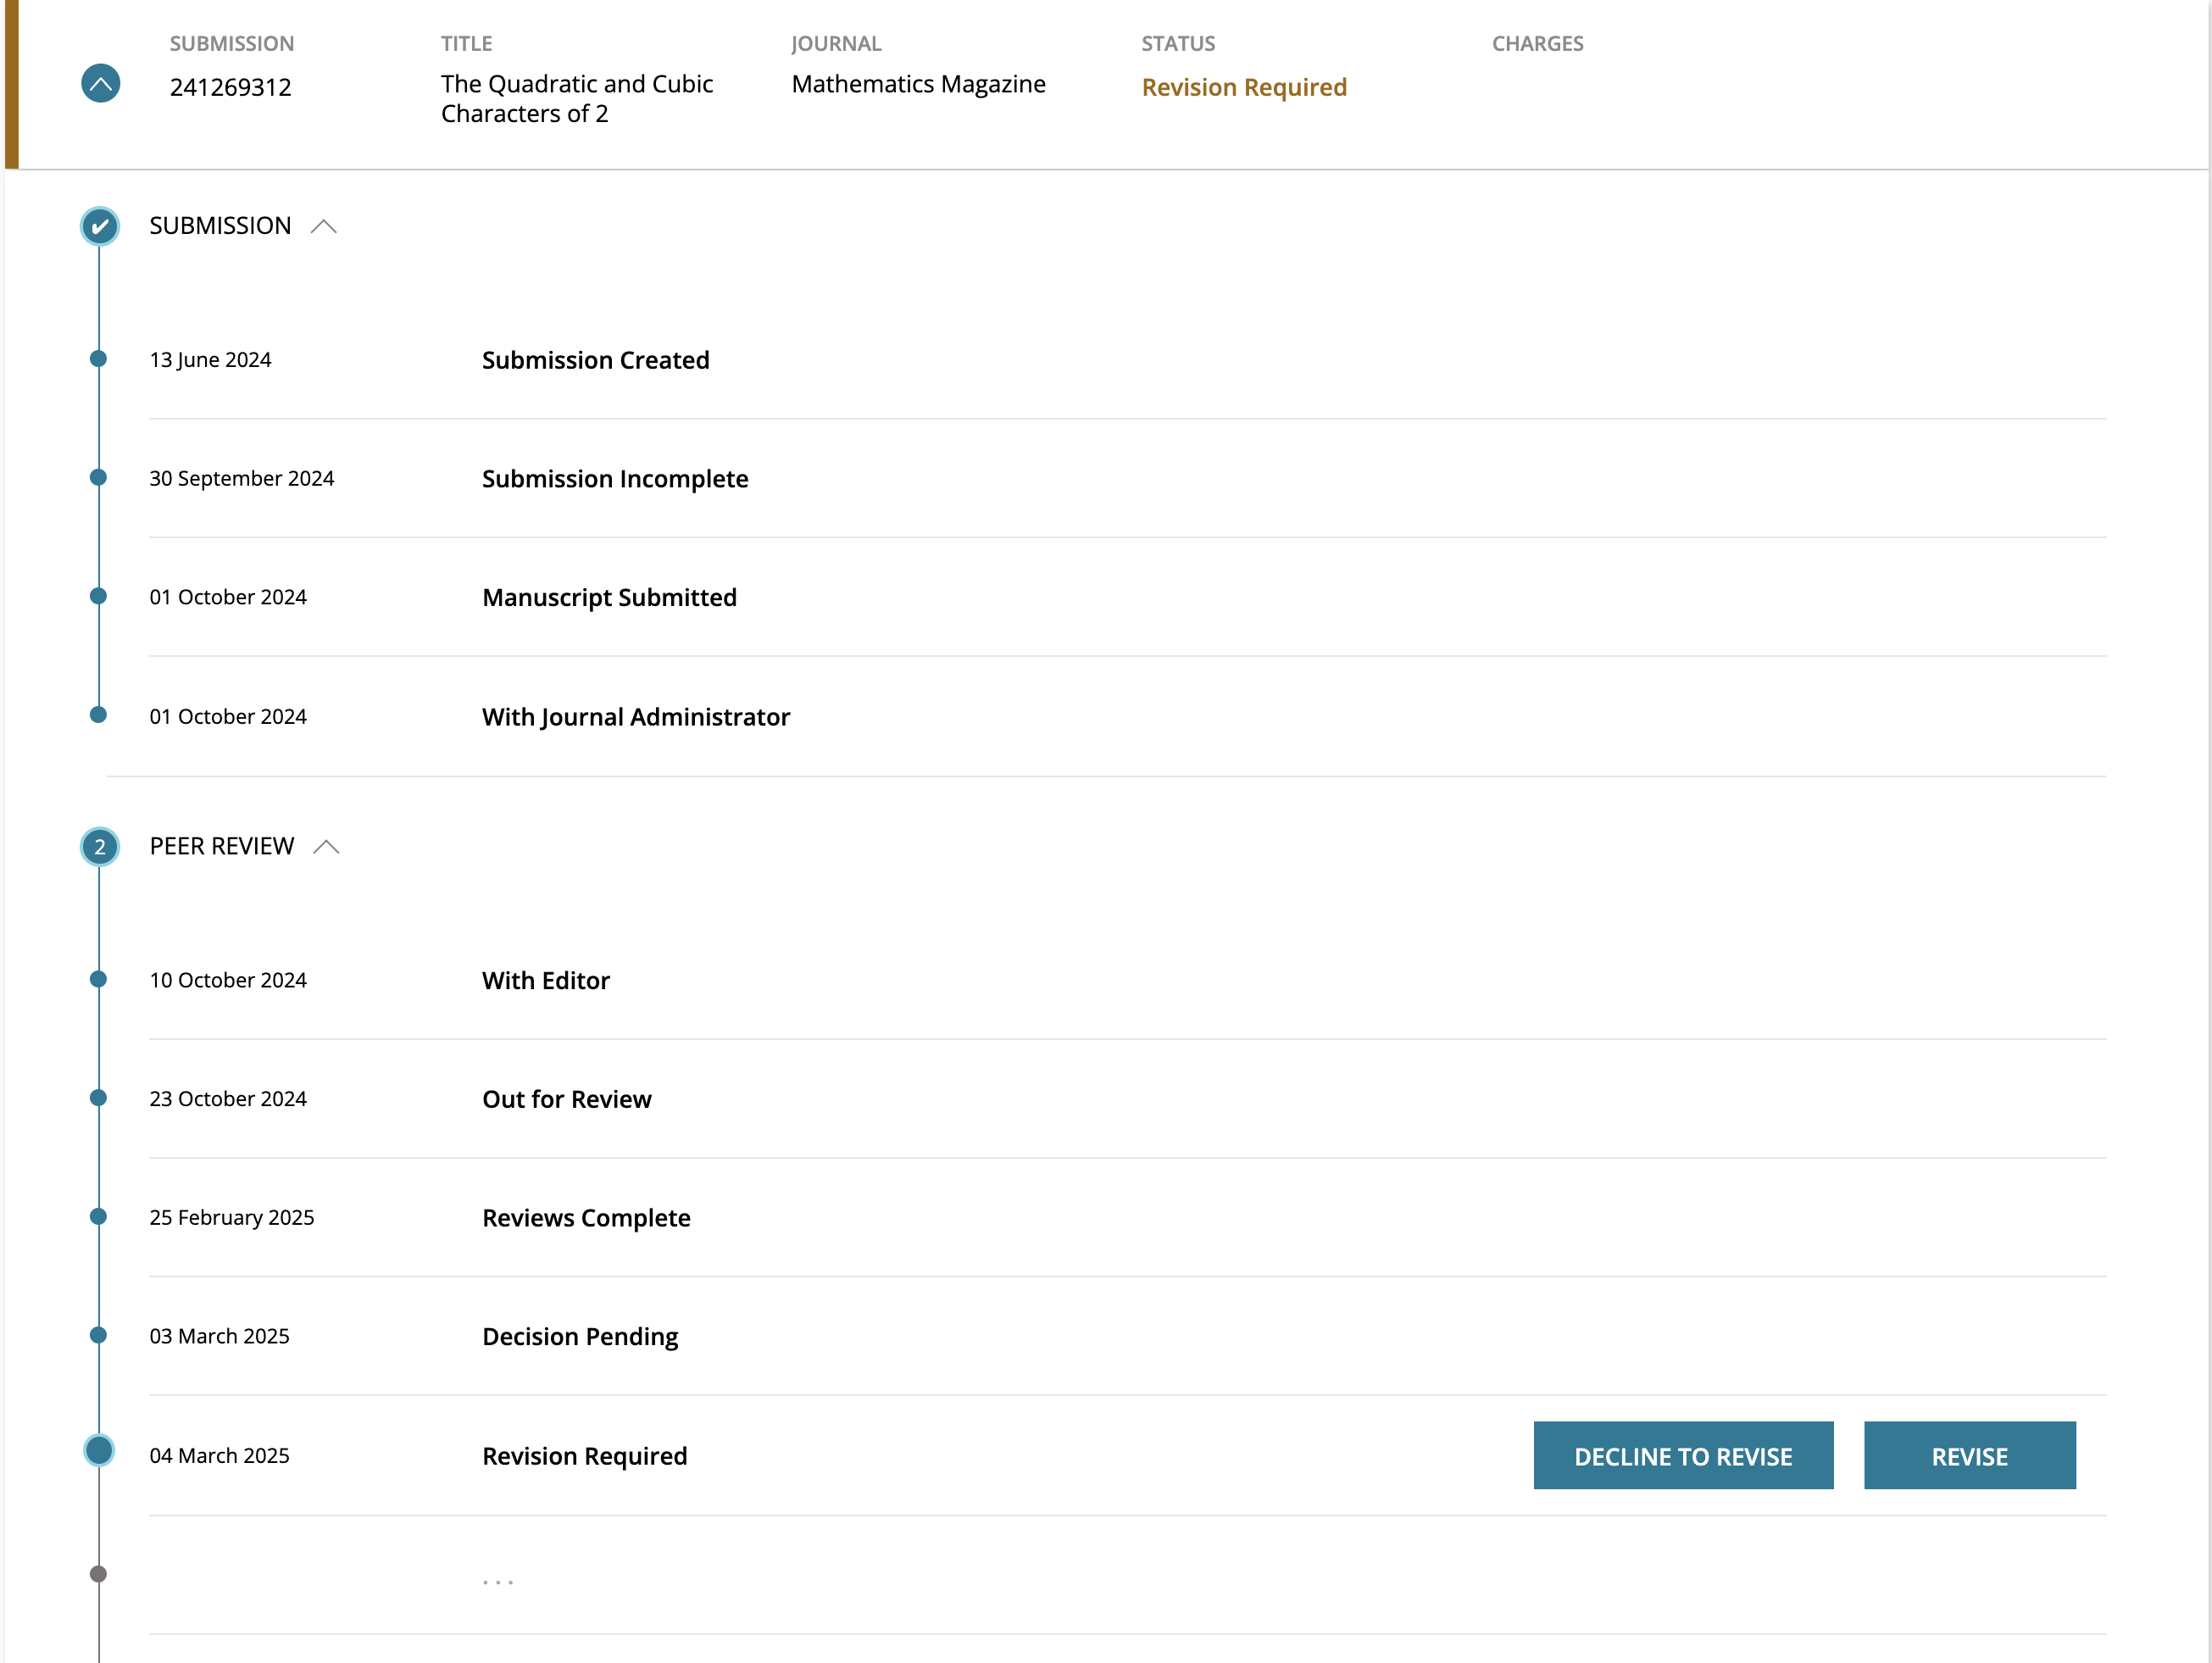 SUBMISSION TITLE JOURNAL STATUS CHARGES
241269312 The Quadratic and Cubic Mathematics Magazine Revision Required
Characters of 2
SUBMISSION
13 June 2024 Submission Created
30 September 2024 Submission Incomplete
01 October 2024 Manuscript Submitted
01 October 2024 With Journal Administrator
2 PEER REVIEW
10 October 2024 With Editor
23 October 2024 Out for Review
25 February 2025 Reviews Complete
03 March 2025 Decision Pending
04 March 2025 Revision Required DECLINE TO REVISE REVISE
...